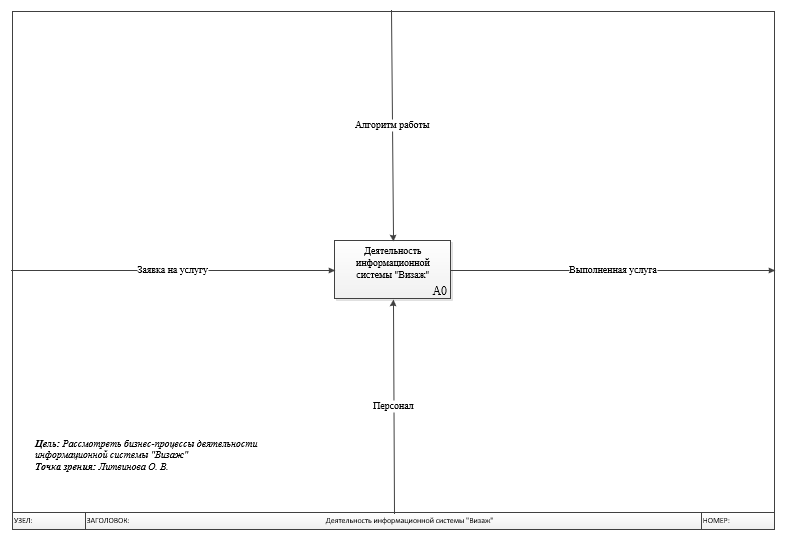 Алгоритм работы
Деятельность
информационной
системы "Визаж"
A0
Заявка на услугу
Выполненная услуга
Персонал
Цель: Рассмотреть бизнес-процессы деятельности
информационной системы "Визаж"
Точка зрения: Литвинова О. В.
УЗЕЛ:
ЗАГОЛОВОК:
Деятельность информационной системы "Визаж"
НОМЕР: